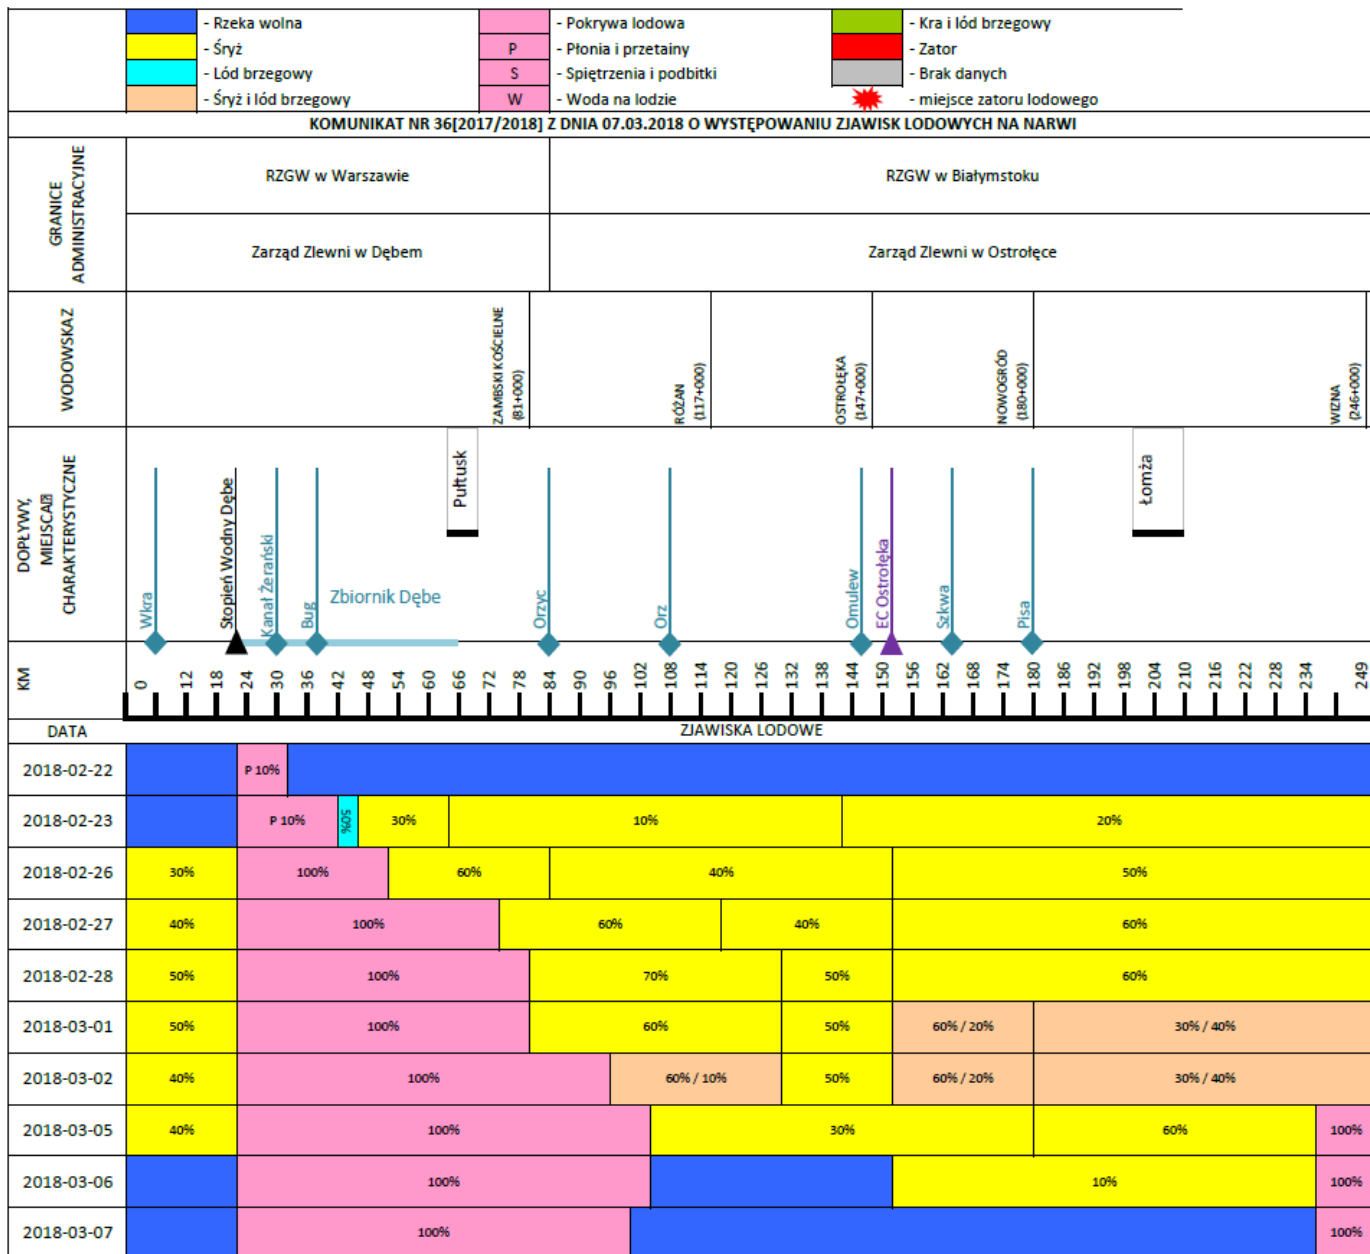 - Rzeka wolna
- Pokrywa lodowa
- Kra i lód brzegowy
- Śryż
P - Płonia i przetainy
- Zator
- Lód brzegowy
S - Spiętrzenia i podbitki
- Brak danych
- Śryż i lód brzegowy
W - Woda na lodzie
- miejsce zatoru lodowego
KOMUNIKAT NR 36[2017/2018] Z DNIA 07.03.2018 O WYSTĘPOWANIU ZJAWISK LODOWYCH NA NARWI
GRANICE
ADMINISTRACYJNE
RZGW w Warszawie
RZGW w Białymstoku
Zarząd Zlewni w Dębem
Zarząd Zlewni w Ostrołęce
WODOWSKAZ
ZAMBSKI KOŚCIELNE
(81+000)
RÓŻAN
(117+000)
OSTROŁĘKA
(147+000)
NOWOGRÓD
(180+000)
WIZNA
(246+000)
DOPŁYWY,
MIEJSCA
CHARAKTERYSTYCZNE
Wkra
Stopień Wodny Dębe
Kanał Żerański
Bug
Zbiornik Dębe
Pułtusk
Orzyc
Orz
Omulew
EC Ostrołęka
Szkwa
Pisa
Łomża
KM
0 12 18 24 30 36 42 48 54 60 66 72 78 84 90 96 102 108 114 120 126 132 138 144 150 156 162 168 174 180 186 192 198 204 210 216 222 228 234 249
DATA ZJAWISKA LODOWE
2018-02-22 P 10%
2018-02-23 P 10% 50% 30% 10% 20%
2018-02-26 30% 100% 60% 40% 50%
2018-02-27 40% 100% 60% 40% 60%
2018-02-28 50% 100% 70% 50% 60%
2018-03-01 50% 100% 60% 50% 60% / 20% 30% / 40%
2018-03-02 40% 100% 60% / 10% 50% 60% / 20% 30% / 40%
2018-03-05 40% 100% 30% 60% 100%
2018-03-06 100% 10% 100%
2018-03-07 100% 100%